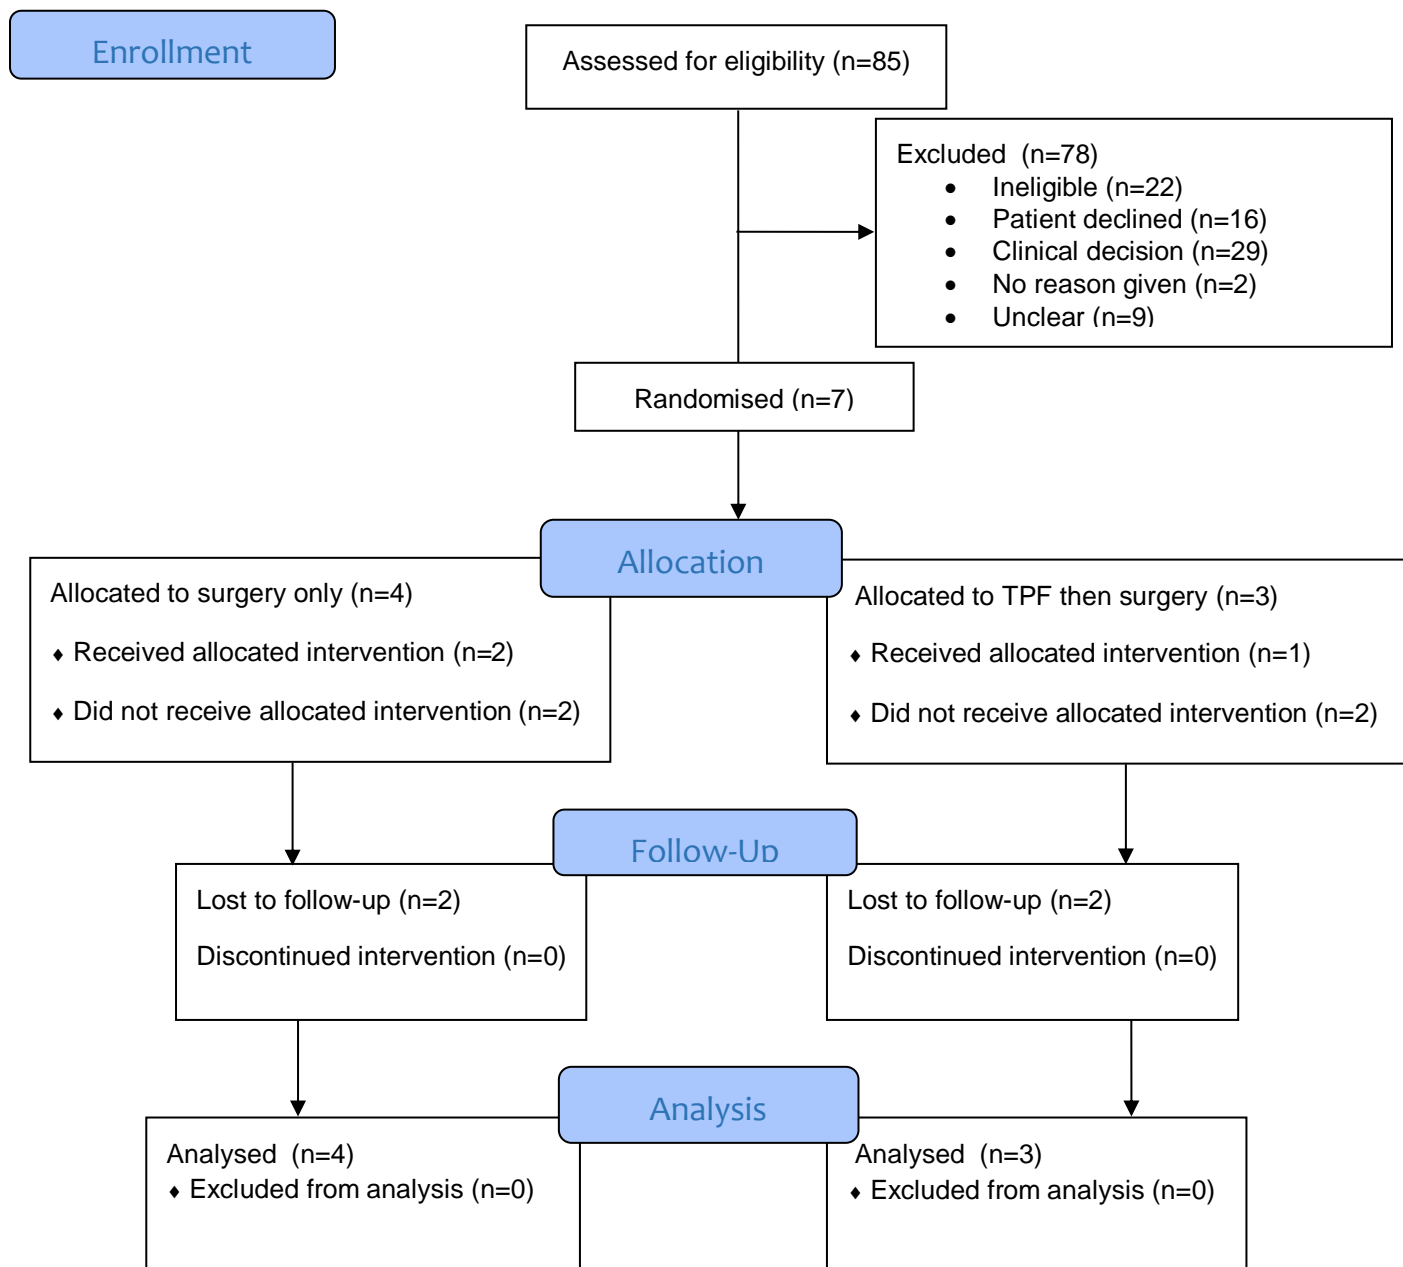 Enrollment
Assessed for eligibility (n=85)
Excluded  (n=78)
• Ineligible (n=22)
• Patient declined (n=16)
• Clinical decision (n=29)
• No reason given (n=2)
• Unclear (n=9)
Randomised (n=7)
Allocation
Allocated to surgery only (n=4)
♦ Received allocated intervention (n=2)
♦ Did not receive allocated intervention (n=2)
Allocated to TPF then surgery (n=3)
♦ Received allocated intervention (n=1)
♦ Did not receive allocated intervention (n=2)
Follow-Up
Lost to follow-up (n=2)
Discontinued intervention (n=0)
Lost to follow-up (n=2)
Discontinued intervention (n=0)
Analysis
Analysed  (n=4)
♦ Excluded from analysis (n=0)
Analysed  (n=3)
♦ Excluded from analysis (n=0)